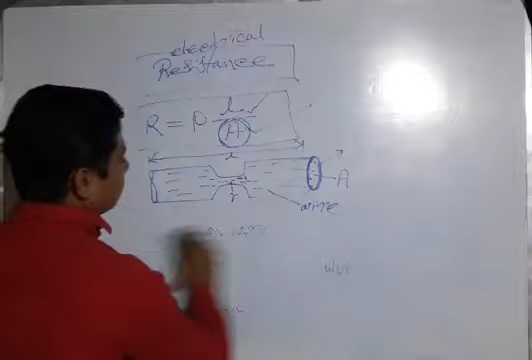 electrical
Resistance
R = ρ L
A
L
A
r
wire